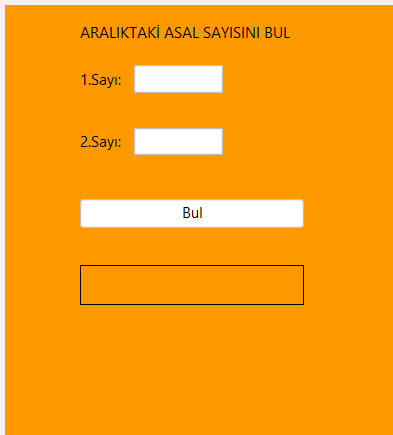 ARALIKTAKİ ASAL SAYISINI BUL
1.Sayı:
2.Sayı:
Bul